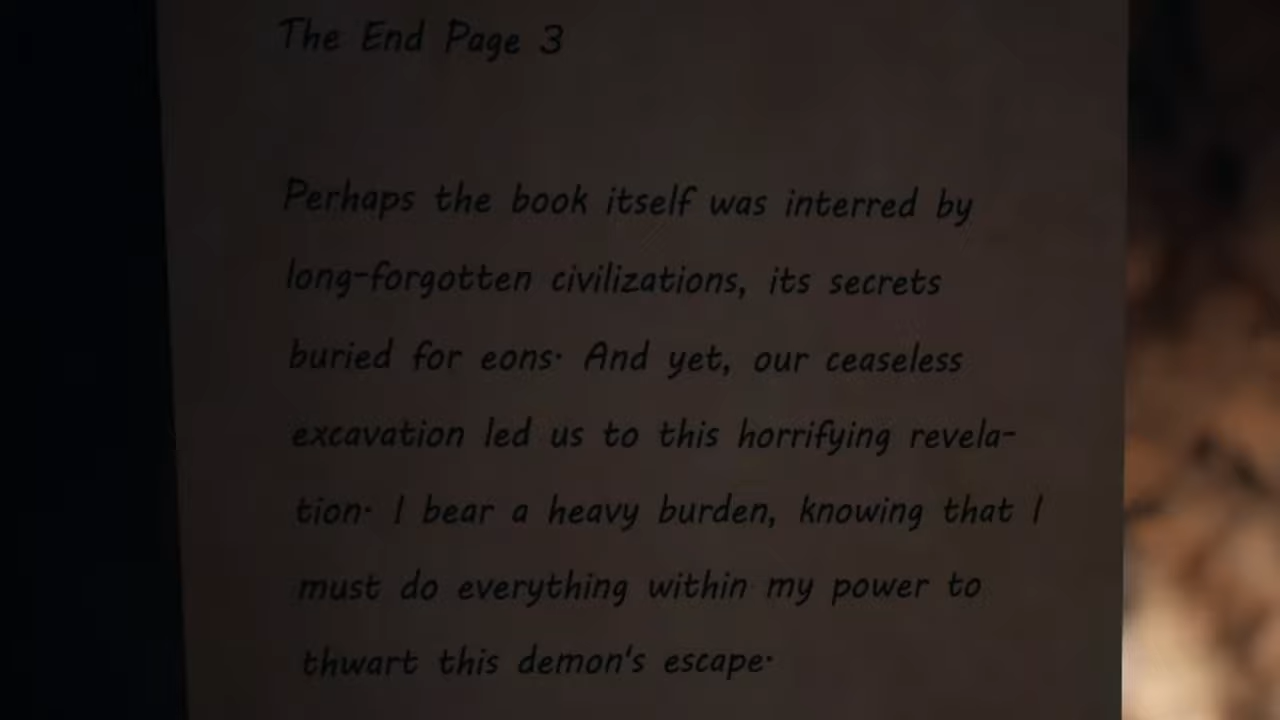 The End Page 3
Perhaps the book itself was interred by
long-forgotten civilizations, its secrets
buried for eons. And yet, our ceaseless
excavation led us to this horrifying revela-
tion. I bear a heavy burden, knowing that I
must do everything within my power to
thwart this demon's escape.